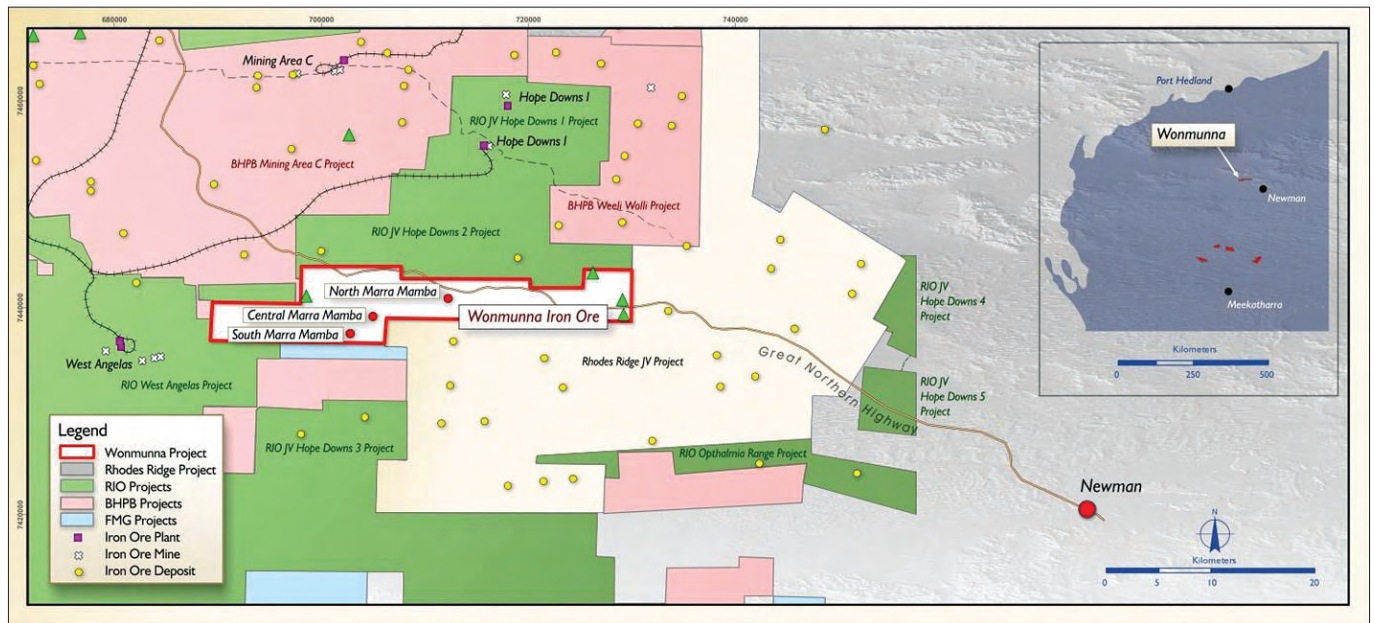 680000
700000
720000
740000
7460000
7440000
7420000
Mining Area C
Hope Downs 1
RIO JV Hope Downs 1 Project
Hope Downs 1
BHPB Mining Area C Project
BHPB Weeli Wolli Project
RIO JV Hope Downs 2 Project
North Marra Mamba
Central Marra Mamba
South Marra Mamba
Wonmunna Iron Ore
West Angelas
RIO West Angelas Project
Rhodes Ridge JV Project
Great Northern Highway
RIO JV
Hope Downs 4
Project
RIO JV
Hope Downs 5
Project
RIO JV Hope Downs 3 Project
RIO Opthalmia Range Project
Newman
Legend
Wonmunna Project
Rhodes Ridge Project
RIO Projects
BHPB Projects
FMG Projects
Iron Ore Plant
Iron Ore Mine
Iron Ore Deposit
Port Hedland
Wonmunna
Newman
Meekatharra
Kilometers
0 250 500
N
Kilometers
0 5 10 20